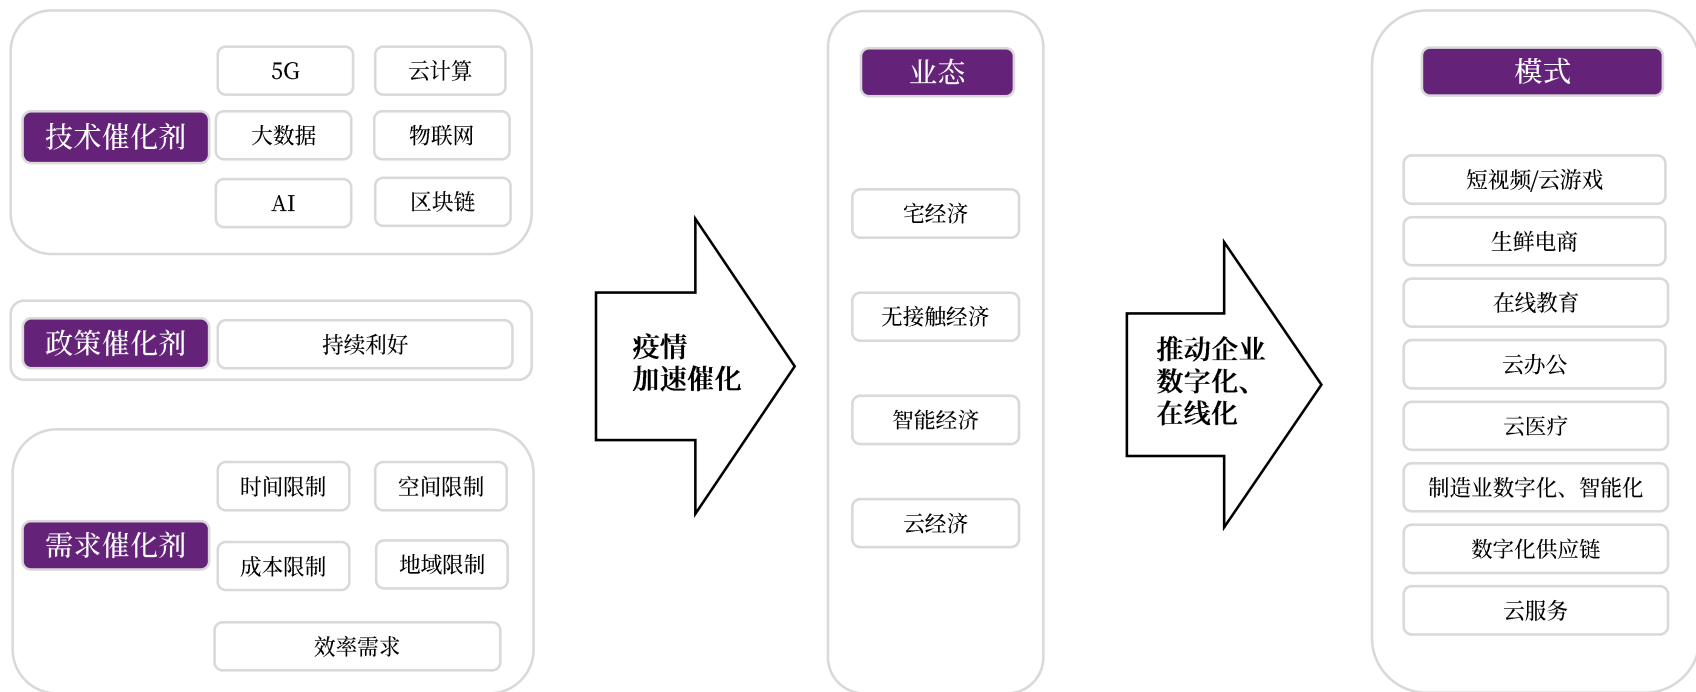 技术催化剂
5G
云计算
大数据
物联网
AI
区块链
政策催化剂
持续利好
需求催化剂
时间限制
空间限制
成本限制
地域限制
效率需求
疫情
加速催化
业态
宅经济
无接触经济
智能经济
云经济
推动企业
数字化、
在线化
模式
短视频/云游戏
生鲜电商
在线教育
云办公
云医疗
制造业数字化、智能化
数字化供应链
云服务